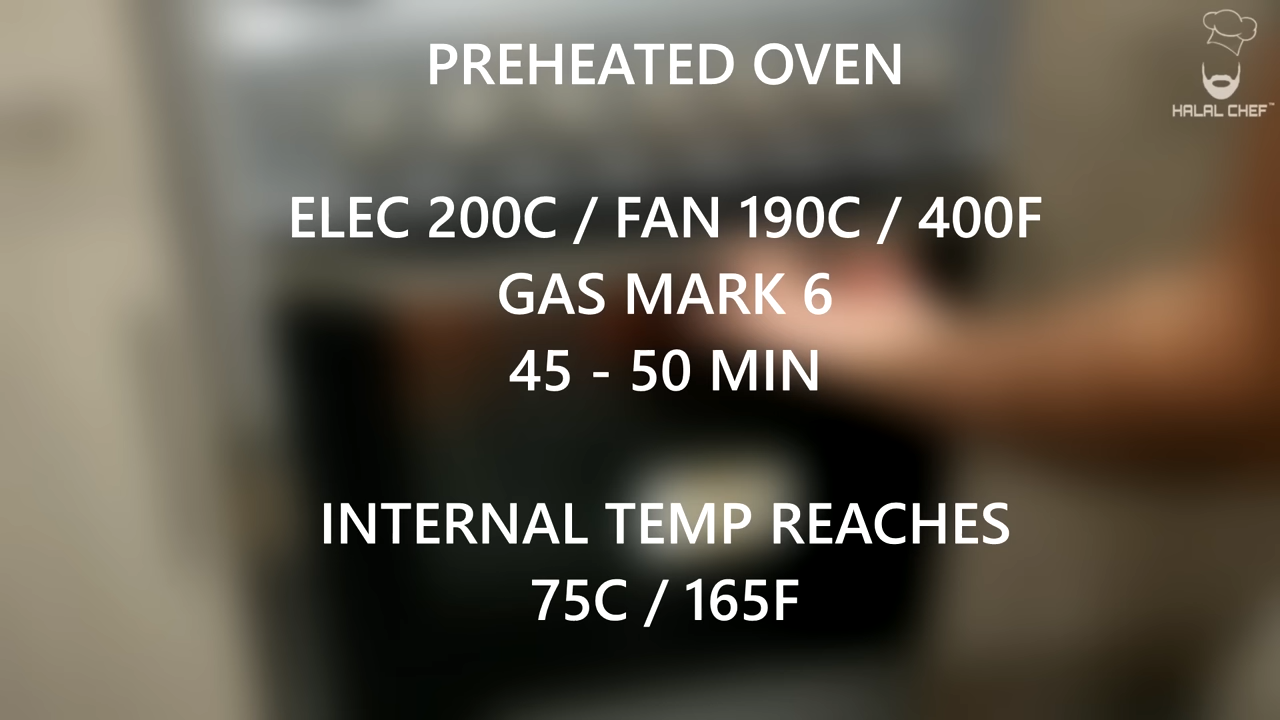 PREHEATED OVEN
HALAL CHEF™
ELEC 200C / FAN 190C / 400F
GAS MARK 6
45 - 50 MIN
INTERNAL TEMP REACHES
75C / 165F